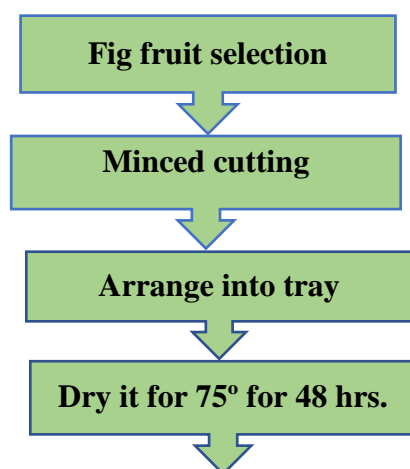 Fig fruit selection
Minced cutting
Arrange into tray
Dry it for 75º for 48 hrs.